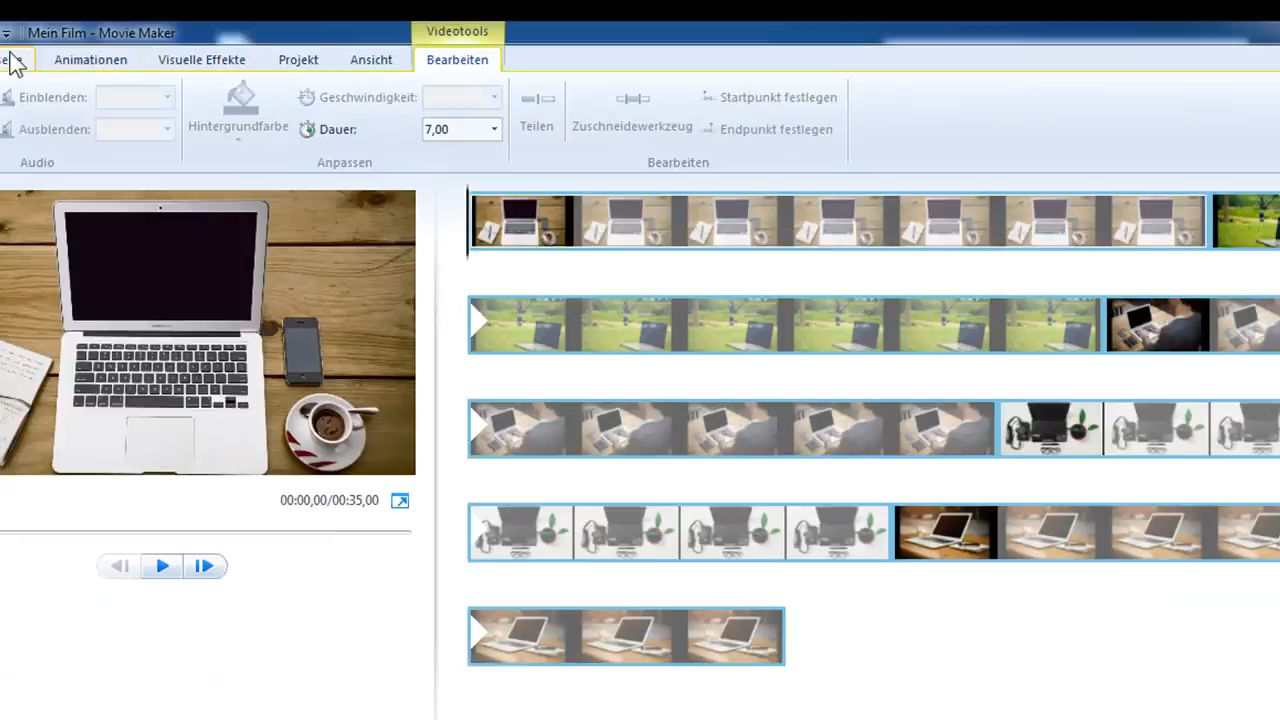 Mein Film - Movie Maker
Videotools
Animationen
Visuelle Effekte
Projekt
Ansicht
Bearbeiten
Einblenden:
Ausblenden:
Audio
Hintergrundfarbe
Geschwindigkeit:
Dauer:
7,00
Anpassen
Teilen
Zuschneidewerkzeug
Startpunkt festlegen
Endpunkt festlegen
Bearbeiten
00:00,00/00:35,00